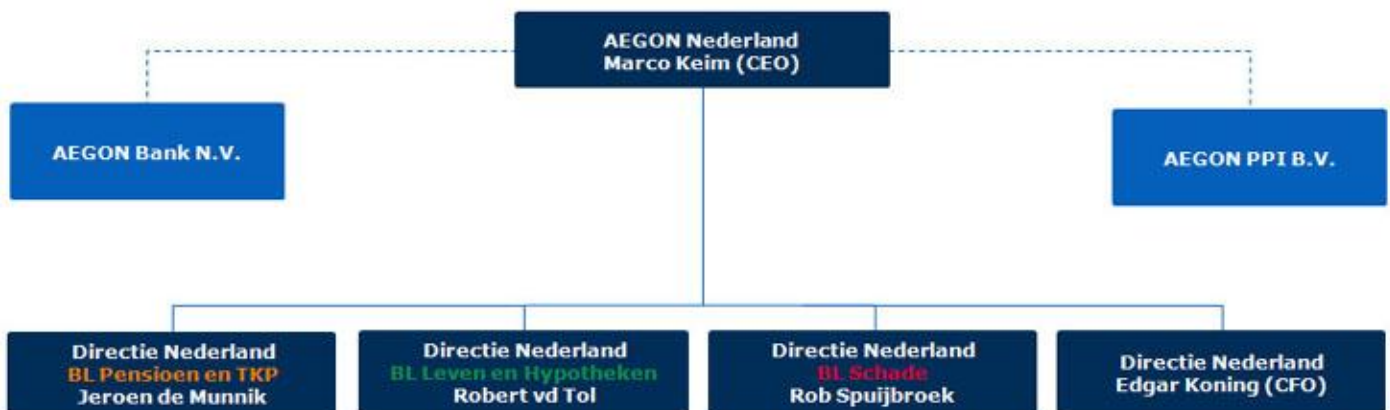 AEGON Nederland
Marco Keim (CEO)
AEGON Bank N.V.
AEGON PPI B.V.
Directie Nederland
BL Pensioen en TKP
Jeroen de Munnik
Directie Nederland
BL Leven en Hypotheken
Robert vd Tol
Directie Nederland
BL Schade
Rob Spuijbroek
Directie Nederland
Edgar Koning (CFO)